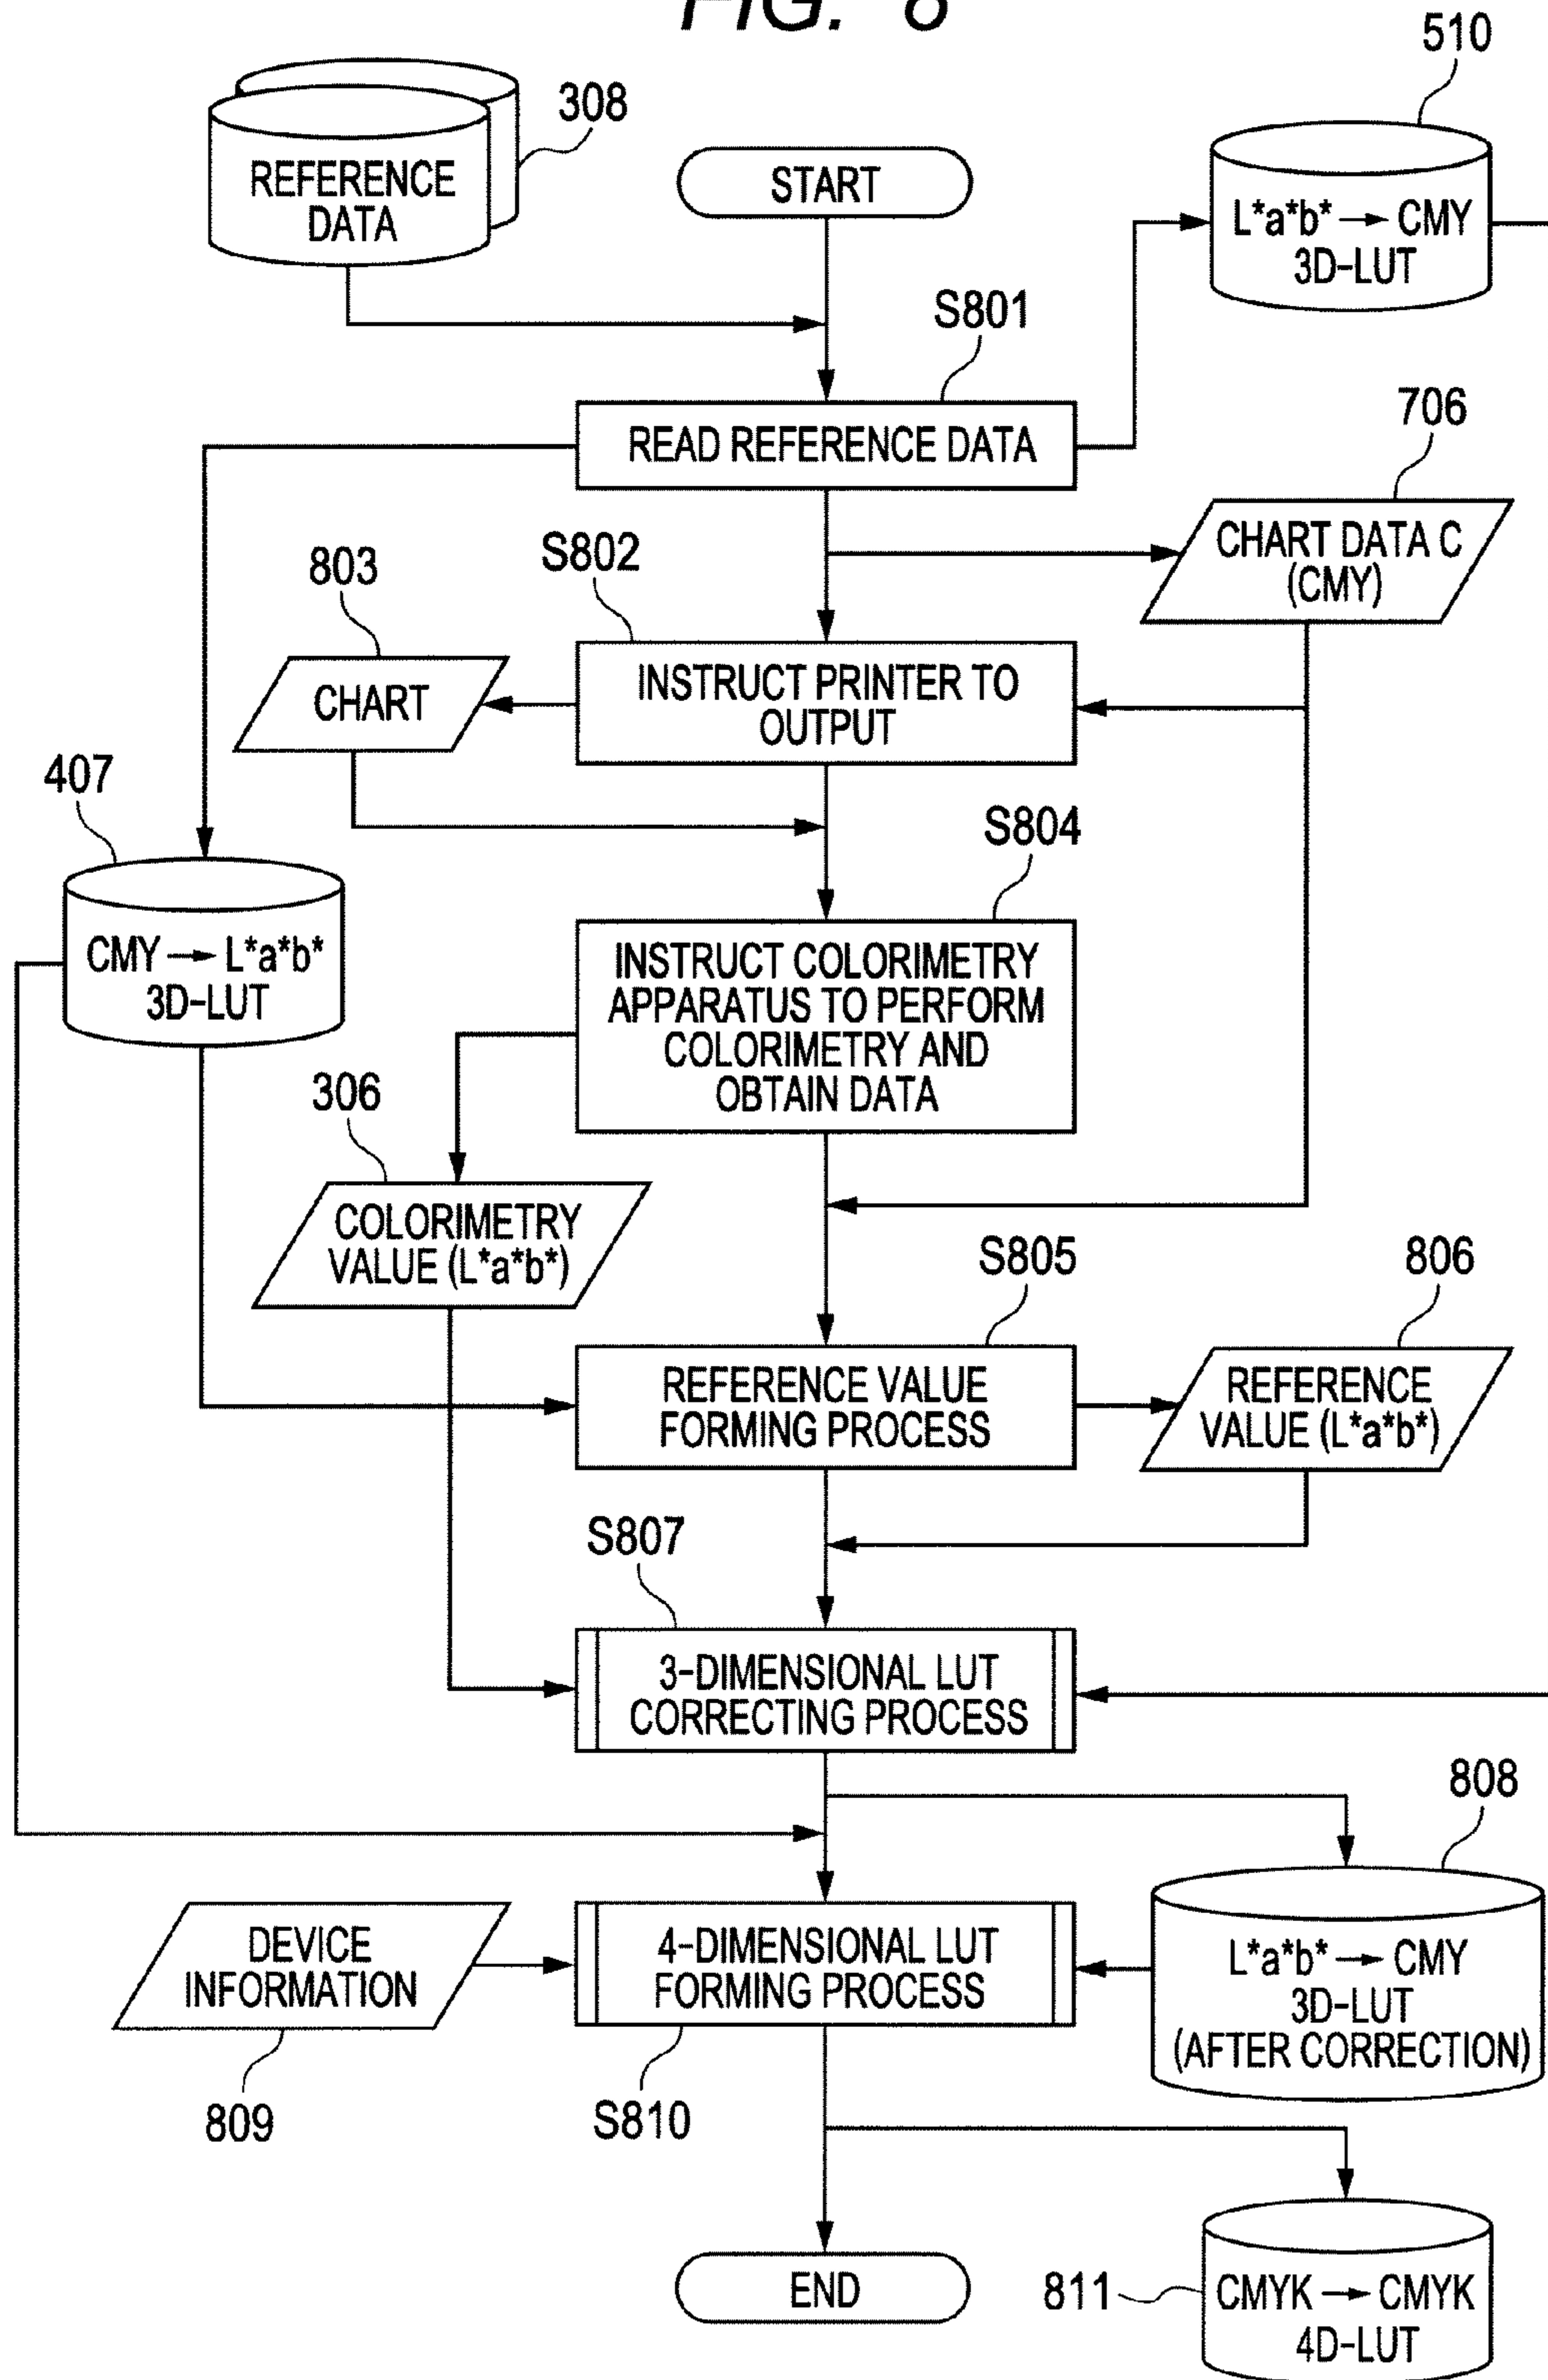 FIG. 8
510
308
REFERENCE
DATA
START
L*a*b* → CMY
3D-LUT
S801
READ REFERENCE DATA
706
CHART DATA C
(CMY)
S802
803
INSTRUCT PRINTER TO
OUTPUT
CHART
407
S804
CMY → L*a*b*
3D-LUT
INSTRUCT COLORIMETRY
APPARATUS TO PERFORM
COLORIMETRY AND
OBTAIN DATA
306
COLORIMETRY
VALUE (L*a*b*)
S805
806
REFERENCE VALUE
FORMING PROCESS
REFERENCE
VALUE (L*a*b*)
S807
3-DIMENSIONAL LUT
CORRECTING PROCESS
808
DEVICE
INFORMATION
4-DIMENSIONAL LUT
FORMING PROCESS
L*a*b* → CMY
3D-LUT
(AFTER CORRECTION)
809
S810
END
811
CMYK → CMYK
4D-LUT